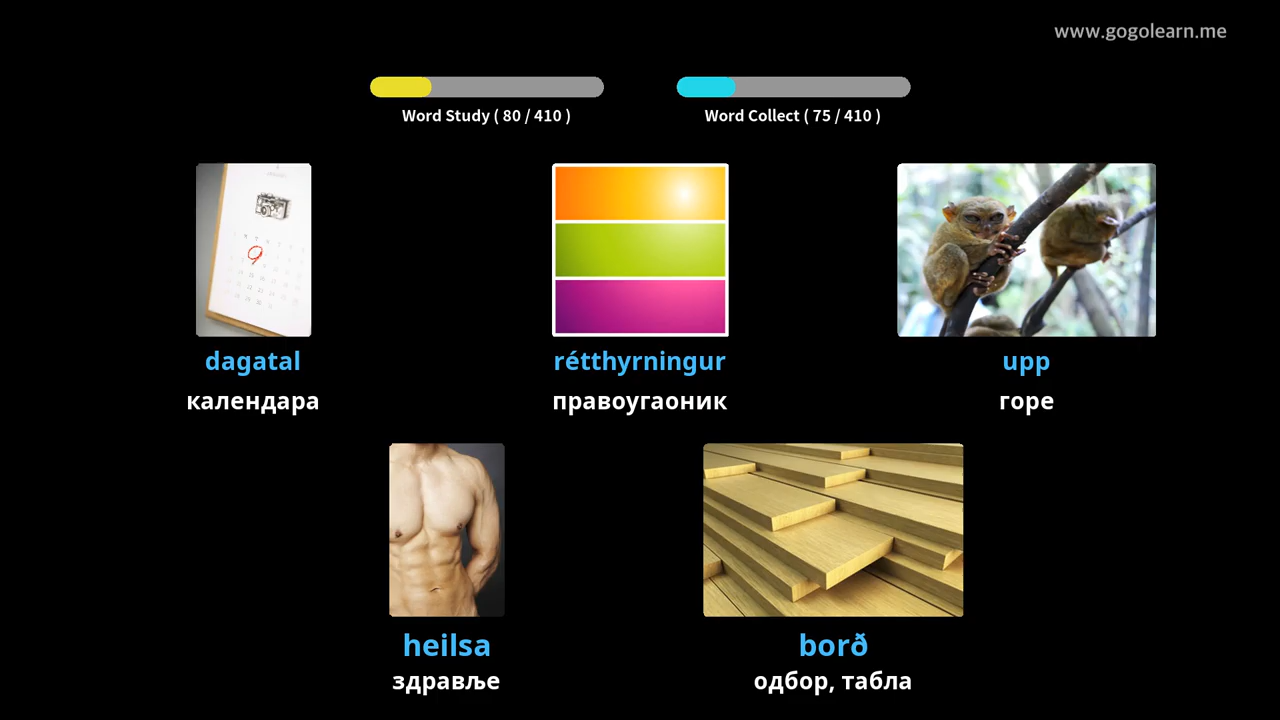 www.gogolearn.me
Word Study ( 80 / 410 )
Word Collect ( 75 / 410 )
dagatal
rétthyrningur
upp
календара
правоугаоник
горе
heilsa
borð
здравље
одбор, табла